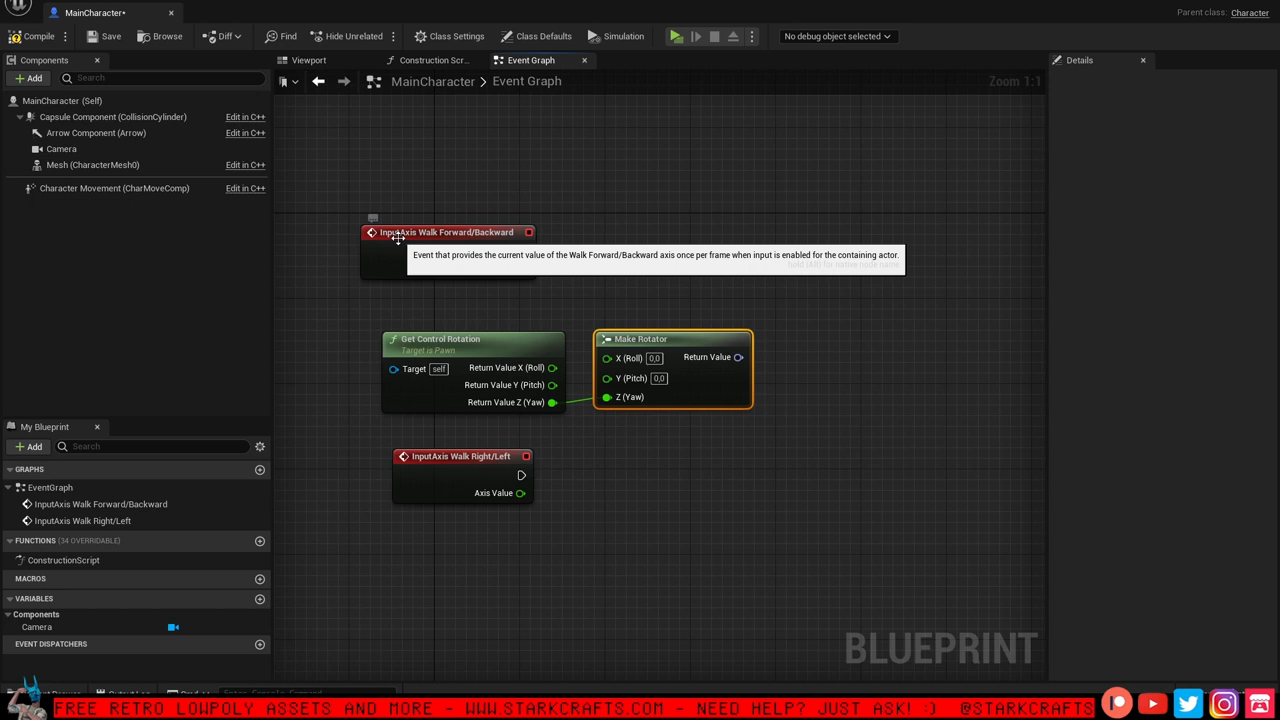 MainCharacter•
Parent class: Character
Compile
Save
Browse
Diff
Find
Hide Unrelated
Class Settings
Class Defaults
Simulation
No debug object selected
Components
Viewport
Construction Scr...
Event Graph
Details
Add
Search
MainCharacter > Event Graph
Zoom 1:1
MainCharacter (Self)
Capsule Component (CollisionCylinder)
Edit in C++
Arrow Component (Arrow)
Edit in C++
Camera
Mesh (CharacterMesh0)
Edit in C++
Character Movement (CharMoveComp)
Edit in C++
InputAxis Walk Forward/Backward
Event that provides the current value of the Walk Forward/Backward axis once per frame when input is enabled for the containing actor.
hold (Alt) for native node name
Get Control Rotation
Target is Pawn
Target self
Return Value X (Roll)
Return Value Y (Pitch)
Return Value Z (Yaw)
Make Rotator
X (Roll) 0,0
Return Value
Y (Pitch) 0,0
Z (Yaw)
InputAxis Walk Right/Left
Axis Value
My Blueprint
Add
Search
GRAPHS
EventGraph
InputAxis Walk Forward/Backward
InputAxis Walk Right/Left
FUNCTIONS (34 OVERRIDABLE)
ConstructionScript
MACROS
VARIABLES
Components
Camera
EVENT DISPATCHERS
BLUEPRINT
FREE RETRO LOWPOLY ASSETS AND MORE - WWW.STARKCRAFTS.COM - NEED HELP? JUST ASK! :) @STARKCRAFTS